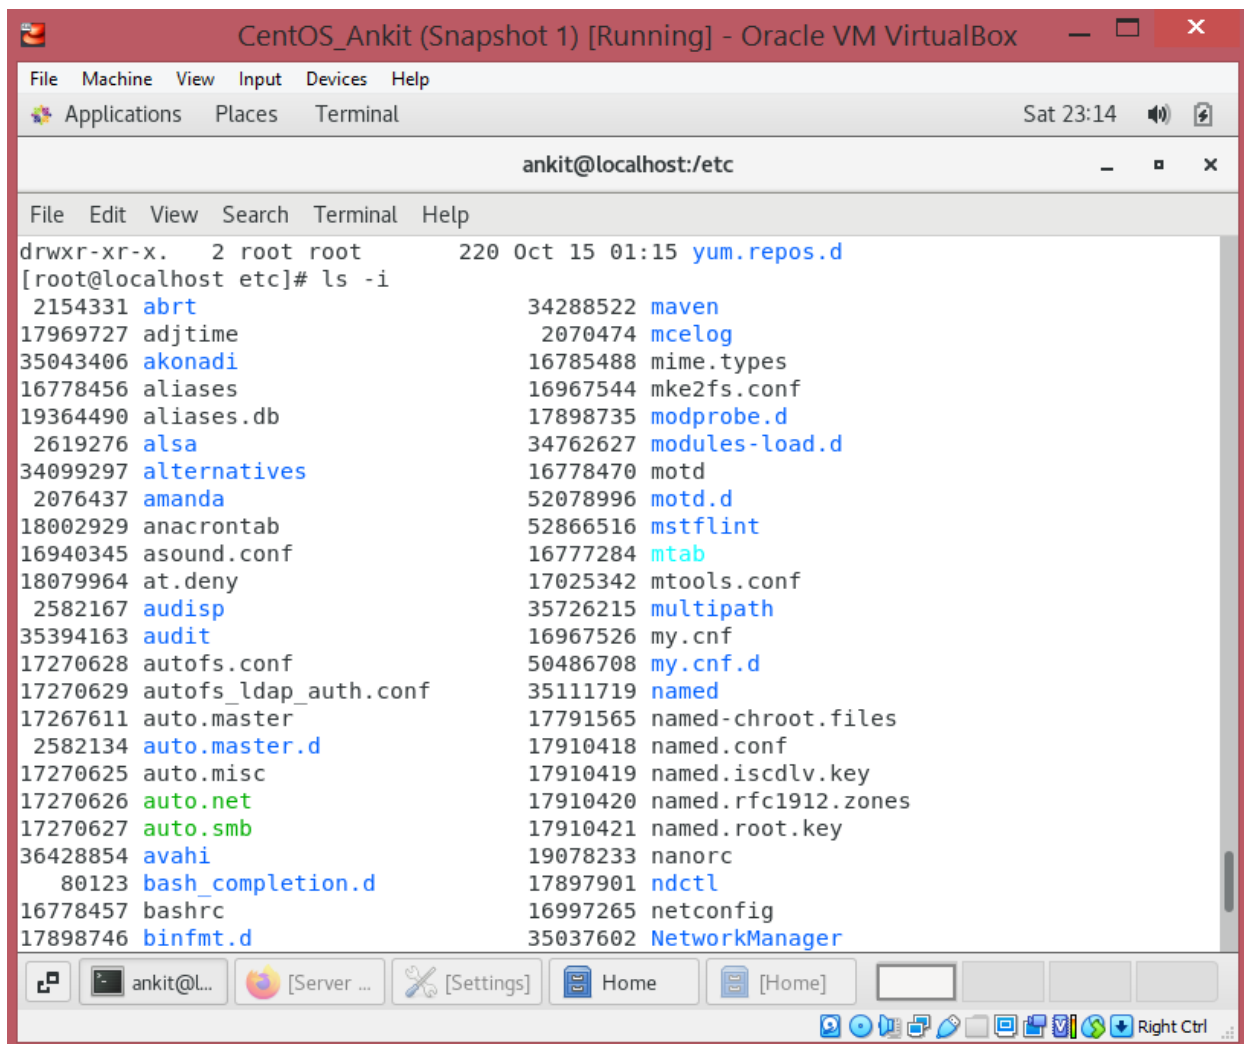 CentOS_Ankit (Snapshot 1) [Running] - Oracle VM VirtualBox
File Machine View Input Devices Help
Applications Places Terminal Sat 23:14
ankit@localhost:/etc
File Edit View Search Terminal Help
drwxr-xr-x. 2 root root 220 Oct 15 01:15 yum.repos.d
[root@localhost etc]# ls -i
2154331 abrt 34288522 maven
17969727 adjtime 2070474 mcelog
35043406 akonadi 16785488 mime.types
16778456 aliases 16967544 mke2fs.conf
19364490 aliases.db 17898735 modprobe.d
2619276 alsa 34762627 modules-load.d
34099297 alternatives 16778470 motd
2076437 amanda 52078996 motd.d
18002929 anacrontab 52866516 mstflint
16940345 asound.conf 16777284 mtab
18079964 at.deny 17025342 mtools.conf
2582167 audisp 35726215 multipath
35394163 audit 16967526 my.cnf
17270628 autofs.conf 50486708 my.cnf.d
17270629 autofs_ldap_auth.conf 35111719 named
17267611 auto.master 17791565 named-chroot.files
2582134 auto.master.d 17910418 named.conf
17270625 auto.misc 17910419 named.iscdlv.key
17270626 auto.net 17910420 named.rfc1912.zones
17270627 auto.smb 17910421 named.root.key
36428854 avahi 19078233 nanorc
80123 bash_completion.d 17897901 ndctl
16778457 bashrc 16997265 netconfig
17898746 binfmt.d 35037602 NetworkManager
ankit@l... [Server ... [Settings] Home [Home]
Right Ctrl